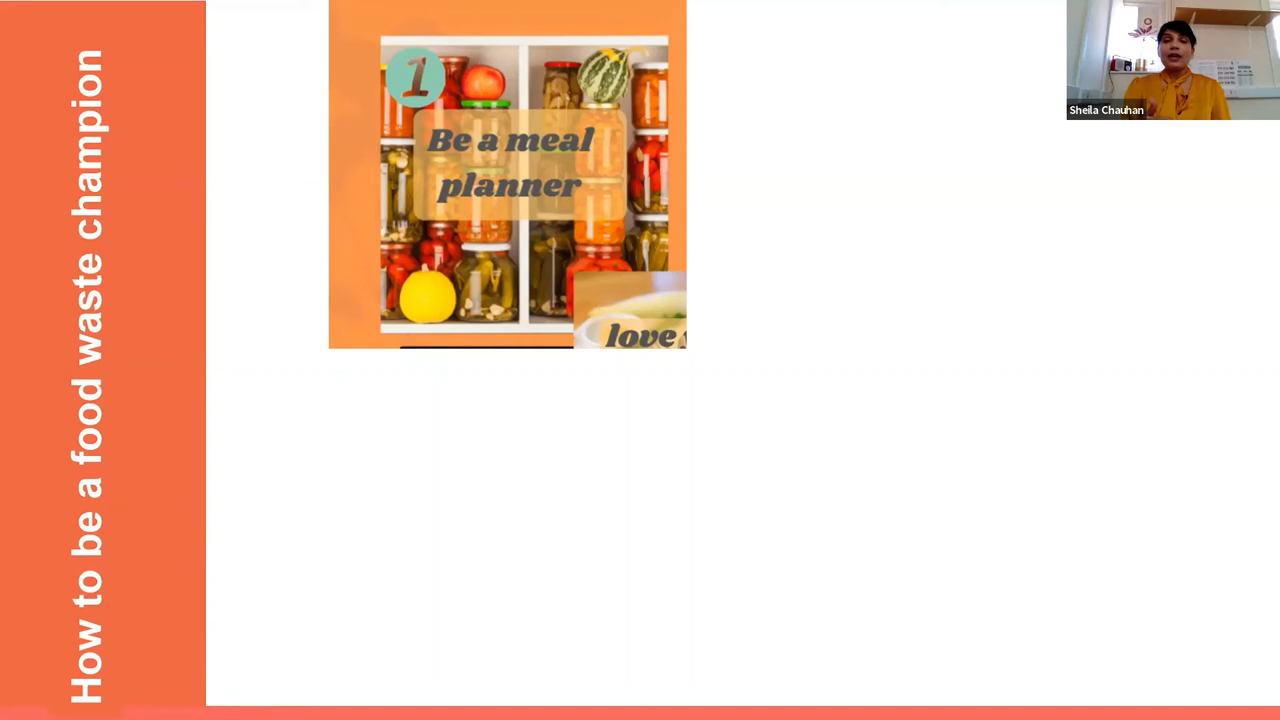 How to be a food waste champion
1
Be a meal
planner
love
Sheila Chauhan